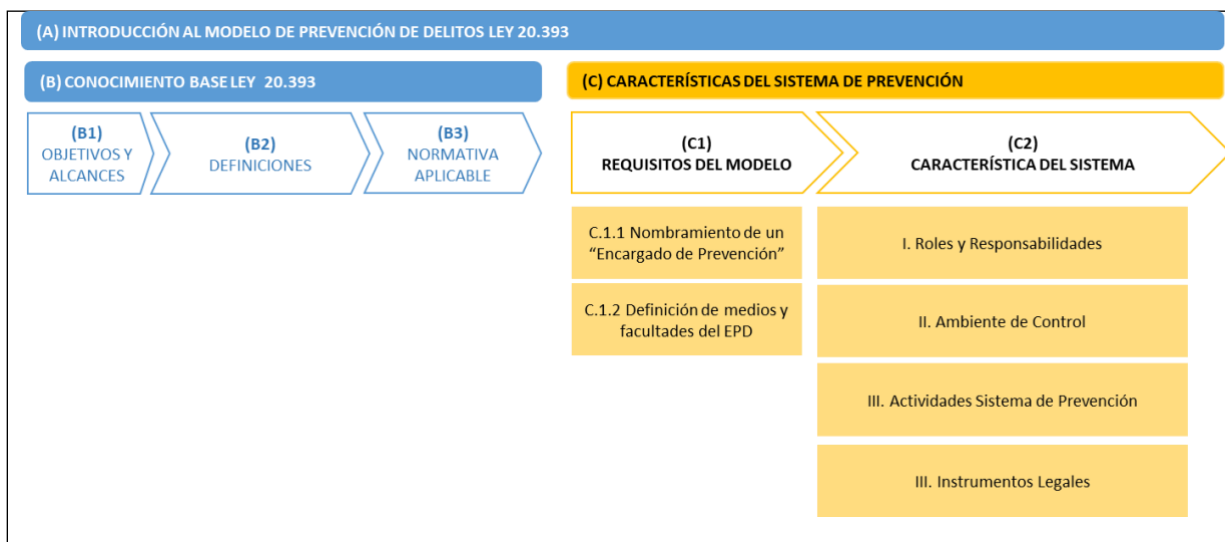 (A) INTRODUCCIÓN AL MODELO DE PREVENCIÓN DE DELITOS LEY 20.393
(B) CONOCIMIENTO BASE LEY 20.393
(B1)
OBJETIVOS Y
ALCANCES
(B2)
DEFINICIONES
(B3)
NORMATIVA
APLICABLE
(C) CARACTERÍSTICAS DEL SISTEMA DE PREVENCIÓN
(C1)
REQUISITOS DEL MODELO
C.1.1 Nombramiento de un
“Encargado de Prevención”
C.1.2 Definición de medios y
facultades del EPD
(C2)
CARACTERÍSTICA DEL SISTEMA
I. Roles y Responsabilidades
II. Ambiente de Control
III. Actividades Sistema de Prevención
III. Instrumentos Legales